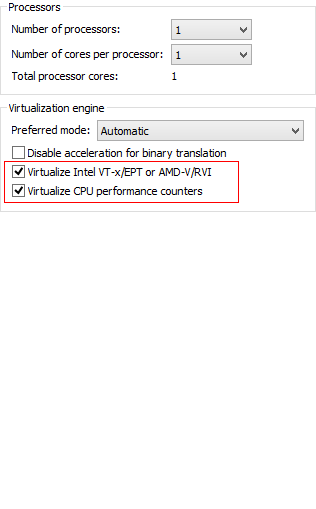 Processors
Number of processors: 1
Number of cores per processor: 1
Total processor cores: 1
Virtualization engine
Preferred mode: Automatic
Disable acceleration for binary translation
Virtualize Intel VT-x/EPT or AMD-V/RVI
Virtualize CPU performance counters